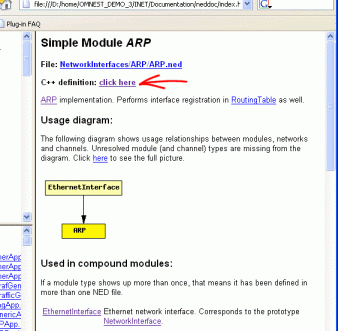 file:///D:/home/OMNEST_DEMO_3/INET/Documentation/neddoc/index.h
Plug-in FAQ
Simple Module ARP
File: NetworkInterfaces/ARP/ARP.ned
C++ definition: click here
ARP implementation. Performs interface registration in RoutingTable as well.
Usage diagram:
The following diagram shows usage relationships between modules, networks
and channels. Unresolved module (and channel) types are missing from the
diagram. Click here to see the full picture.
EthernetInterface
ARP
Used in compound modules:
If a module type shows up more than once, that means it has been defined in
more than one NED file.
EthernetInterface Ethernet network interface. Corresponds to the prototype
NetworkInterface.